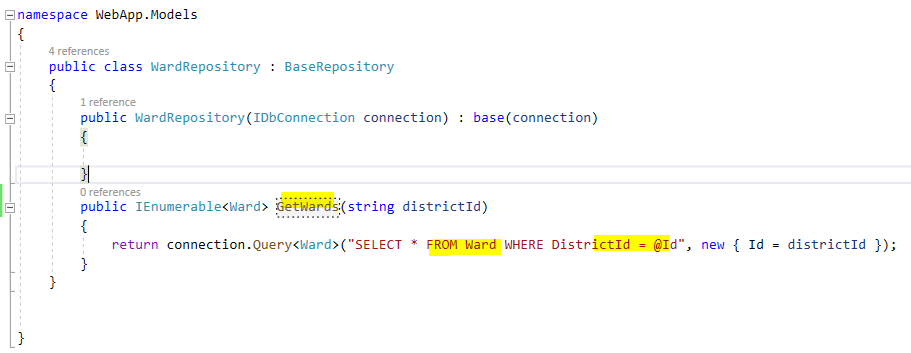 namespace WebApp.Models
{
4 references
public class WardRepository : BaseRepository
{
1 reference
public WardRepository(IDbConnection connection) : base(connection)
{
}
0 references
public IEnumerable<Ward> GetWards(string districtId)
{
return connection.Query<Ward>("SELECT * FROM Ward WHERE DistrictId = @Id", new { Id = districtId });
}
}
}